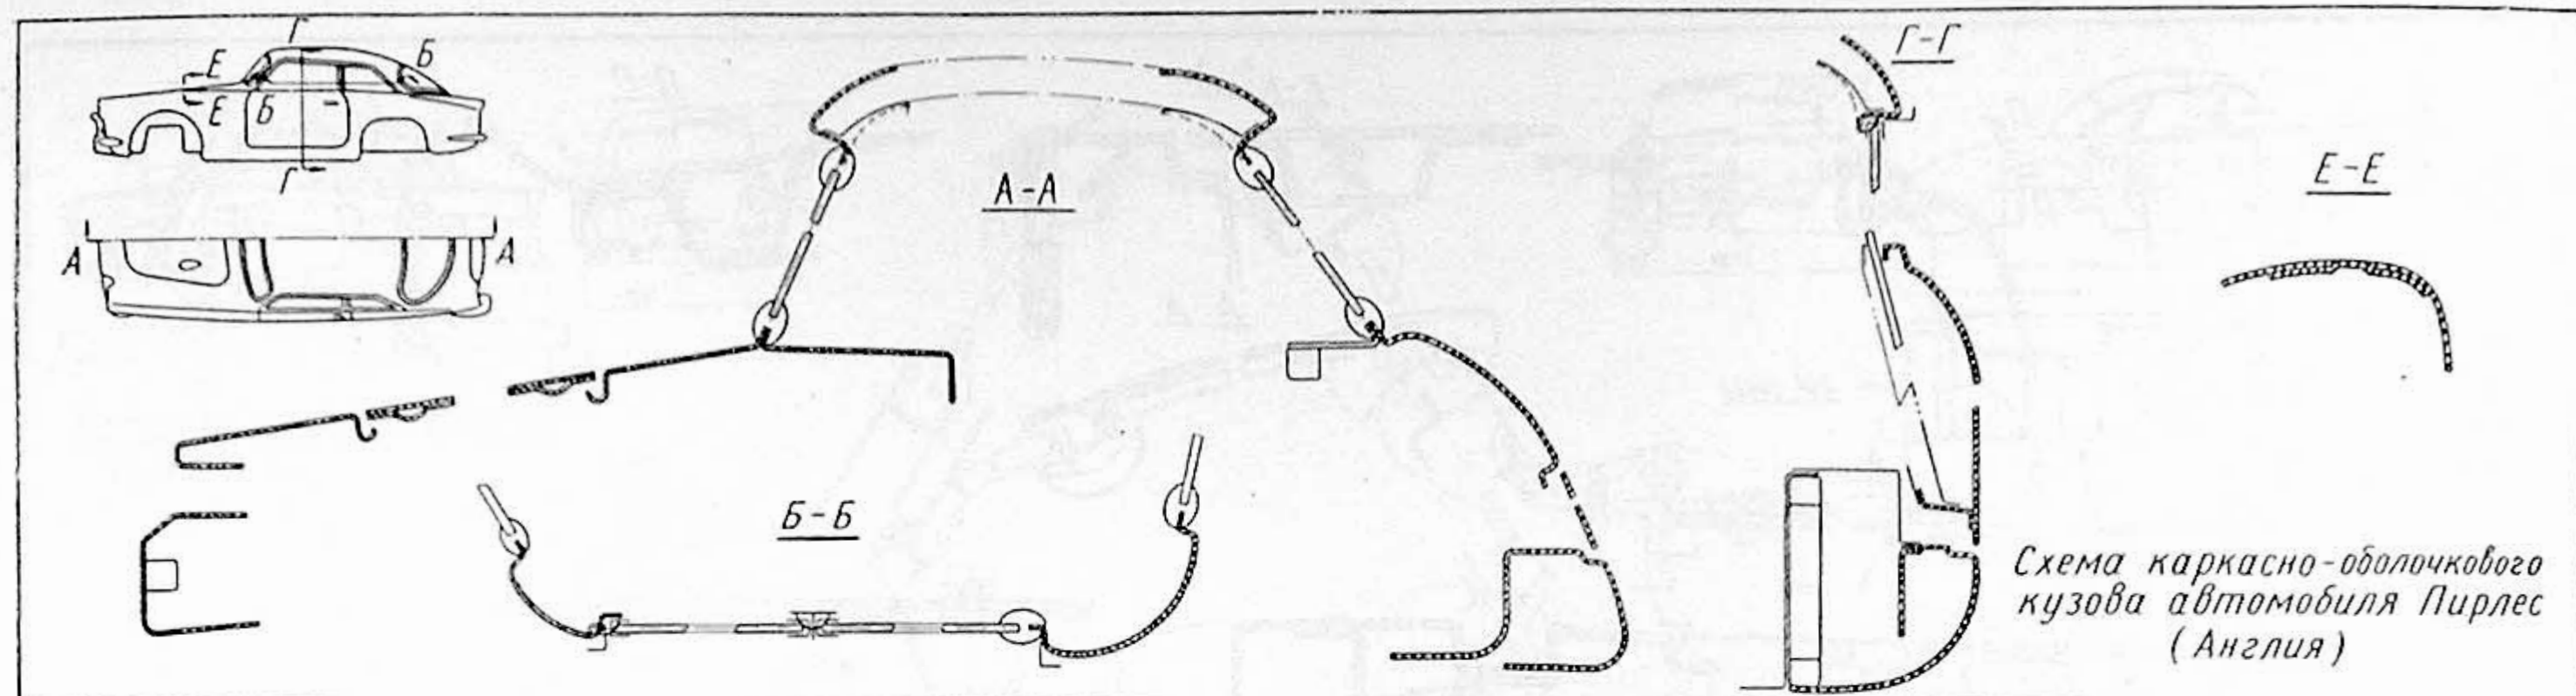 Г
Е
Б
Е
Б
Г
А
А
А-А
Б-Б
Г-Г
Е-Е
Схема каркасно-оболочкового
кузова автомобиля Пирлес
(Англия)